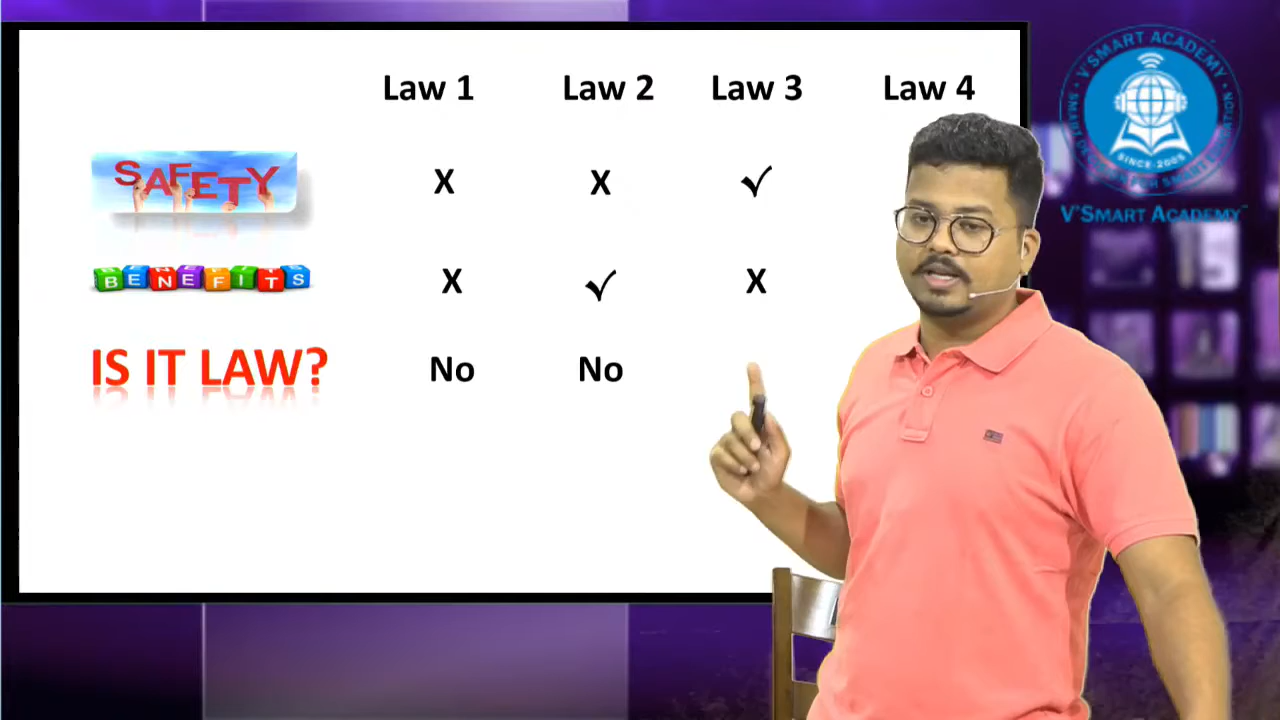 Law 1 Law 2 Law 3 Law 4
SAFETY X X ✓
BENEFITS X ✓ X
IS IT LAW? No No
V'SMART ACADEMY
SINCE-2005
V'SMART ACADEMY